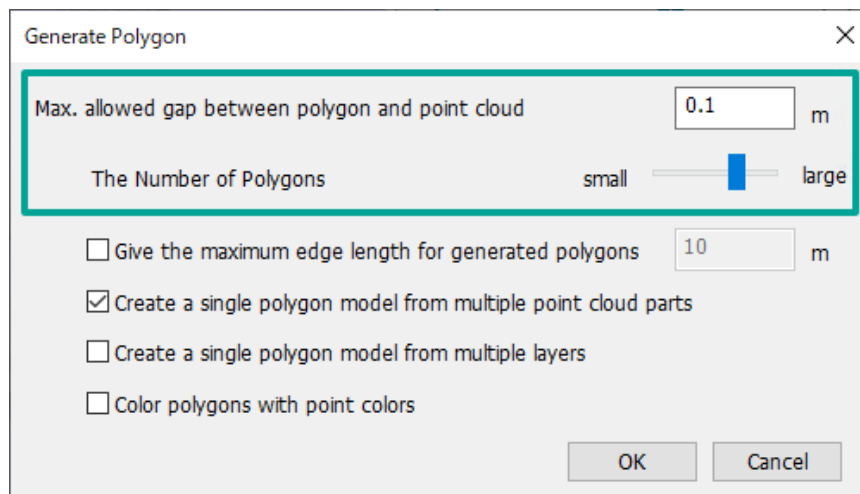 Generate Polygon
Max. allowed gap between polygon and point cloud 0.1 m
The Number of Polygons small large
Give the maximum edge length for generated polygons 10 m
Create a single polygon model from multiple point cloud parts
Create a single polygon model from multiple layers
Color polygons with point colors
OK Cancel